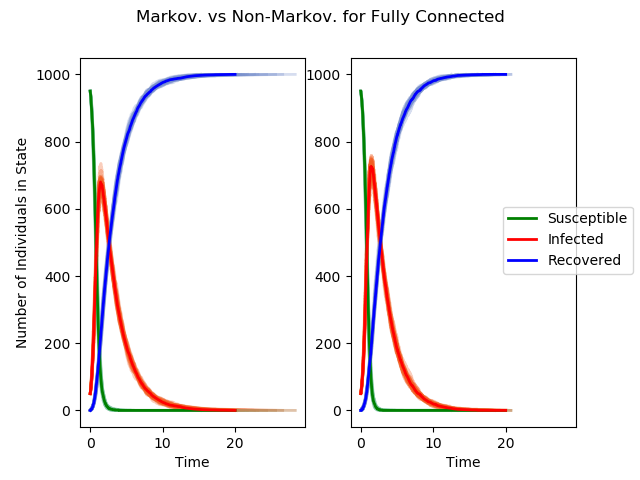 Markov. vs Non-Markov. for Fully Connected
Number of Individuals in State
1000
800
600
400
200
0
0 10 20
Time
1000
800
600
400
200
0
0 10 20
Time
Susceptible
Infected
Recovered